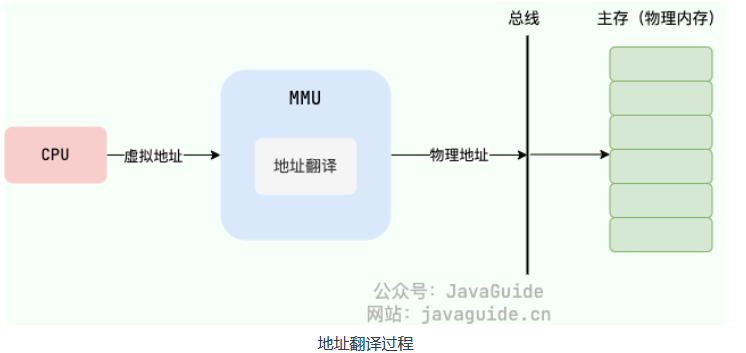 总线
主存（物理内存）
MMU
CPU
虚拟地址
地址翻译
物理地址
公众号：JavaGuide
网站：javaguide.cn
地址翻译过程